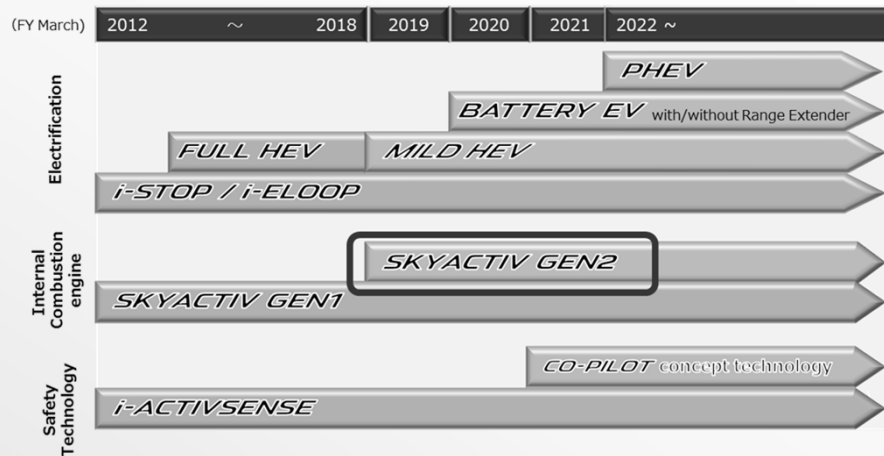 (FY March) 2012 ～ 2018 2019 2020 2021 2022 ~
Electrification
PHEV
BATTERY EV with/without Range Extender
FULL HEV MILD HEV
i-STOP / i-ELOOP
Internal
Combustion
engine
SKYACTIV GEN2
SKYACTIV GEN1
Safety
Technology
CO-PILOT concept technology
i-ACTIVSENSE